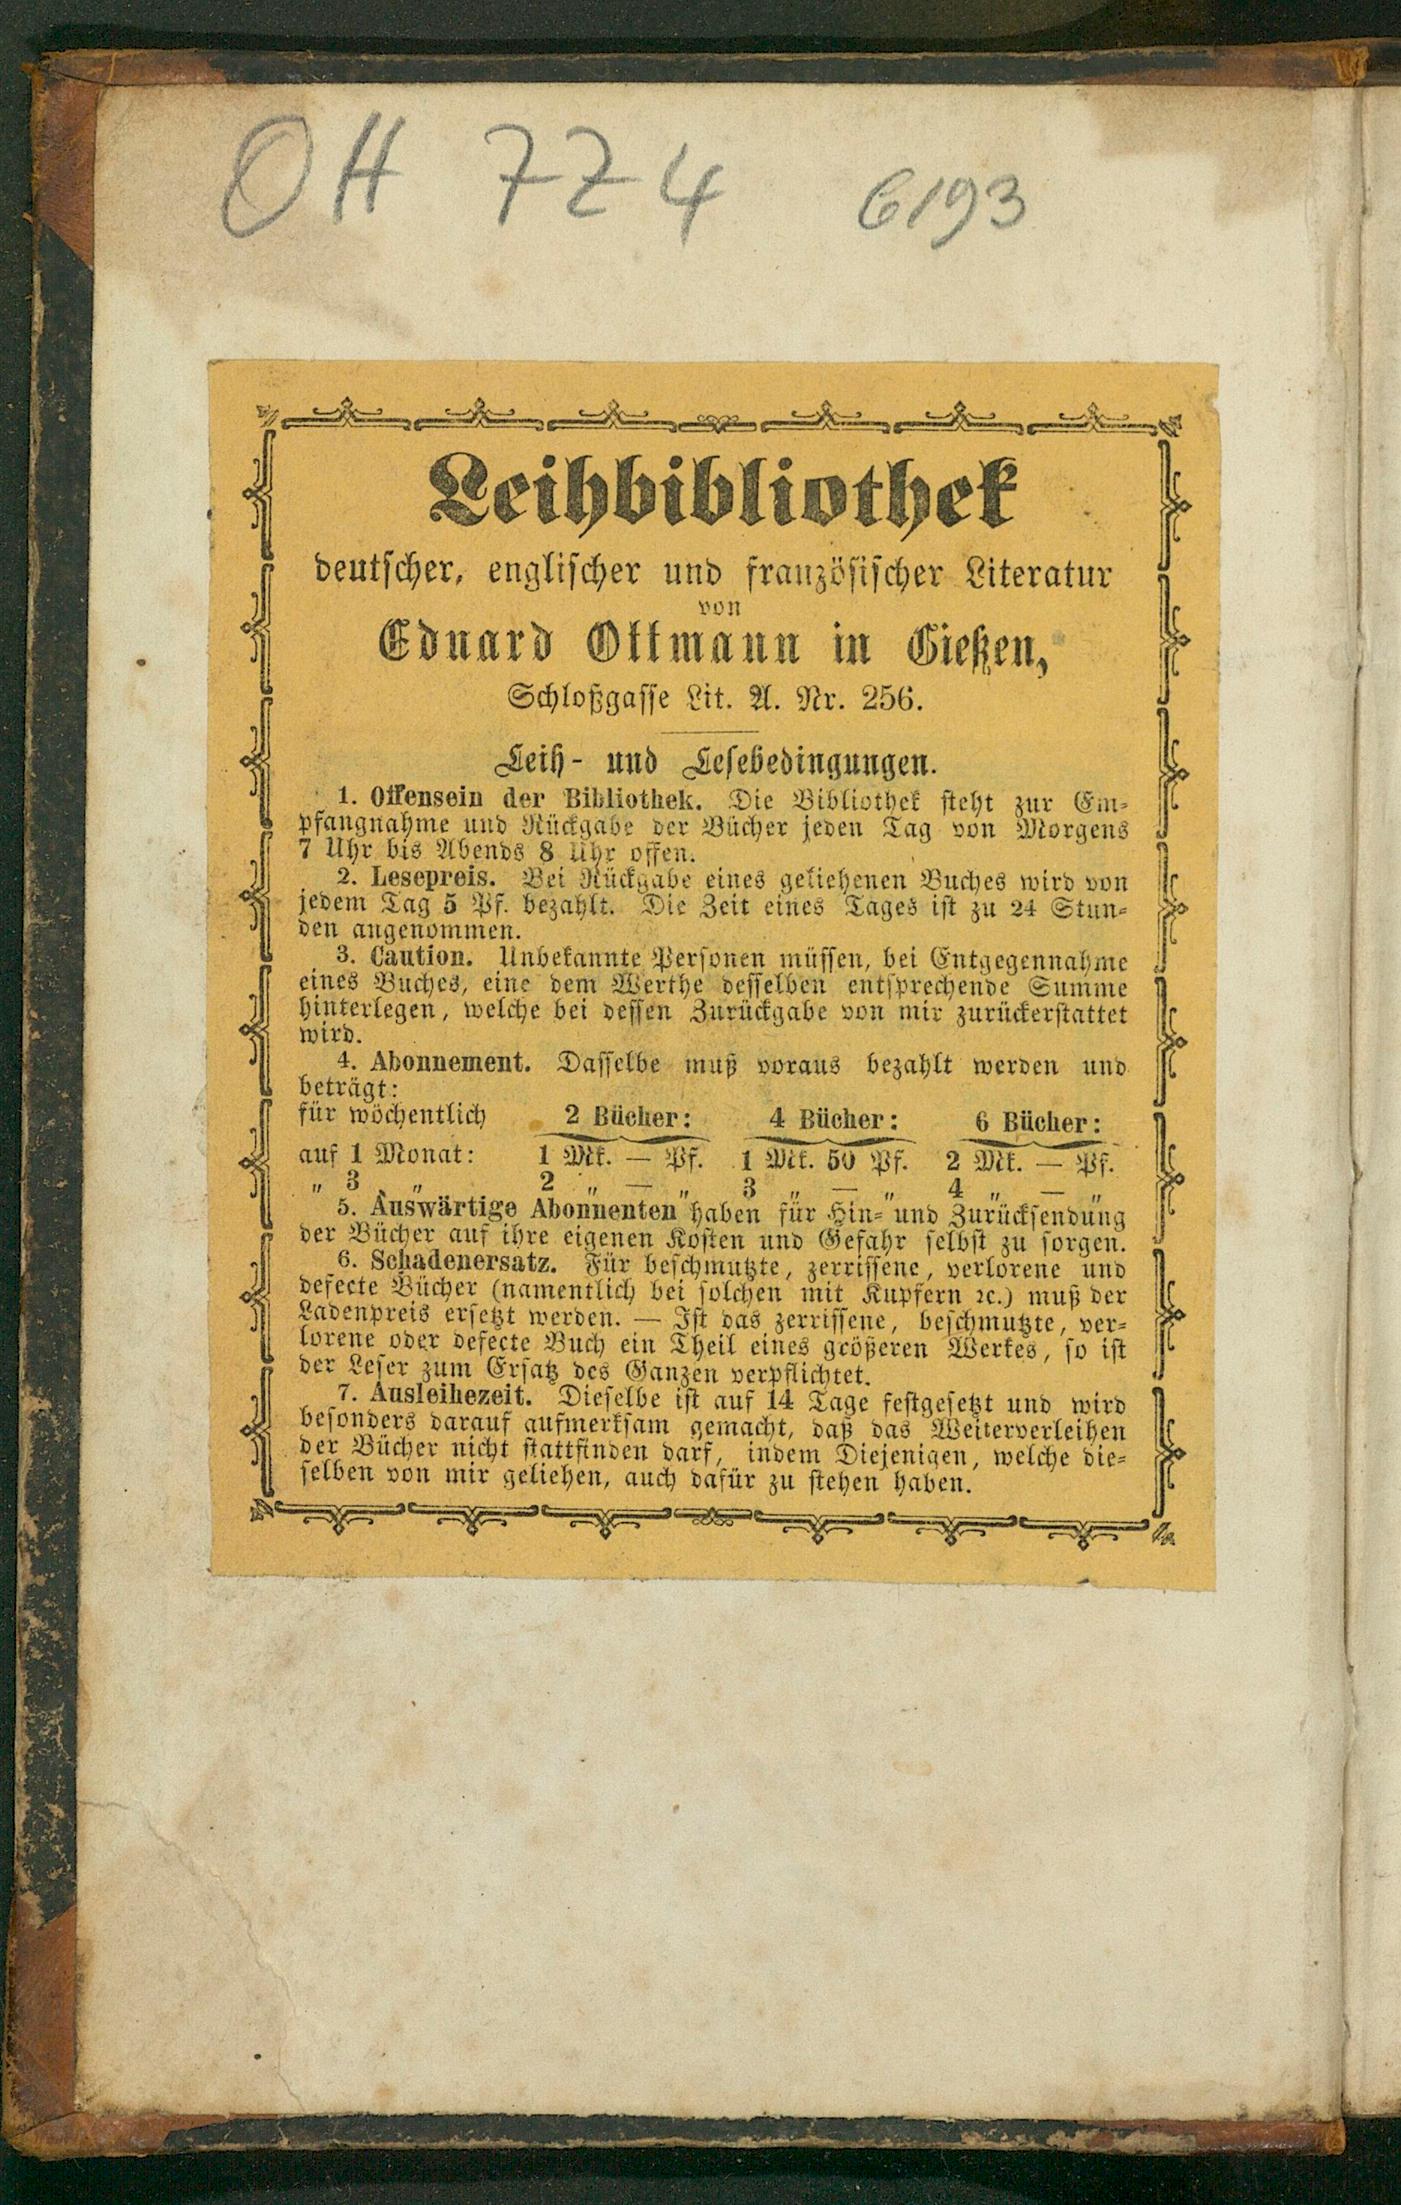 OH 7Z4 6193
Leihbibliothek
deutscher, englischer und französischer Literatur
von
Eduard Ottmann in Gießen,
Schloßgasse Lit. A. Nr. 256.
Leih- und Lesebedingungen.
1. Offensein der Bibliothek. Die Bibliothek steht zur Em-
pfangnahme und Rückgabe der Bücher jeden Tag von Morgens
7 Uhr bis Abends 8 Uhr offen.
2. Lesepreis. Bei Rückgabe eines geliehenen Buches wird von
jedem Tag 5 Pf. bezahlt. Die Zeit eines Tages ist zu 24 Stun-
den angenommen.
3. Caution. Unbekannte Personen müssen, bei Entgegennahme
eines Buches, eine dem Werthe desselben entsprechende Summe
hinterlegen, welche bei dessen Zurückgabe von mir zurückerstattet
wird.
4. Abonnement. Dasselbe muß voraus bezahlt werden und
beträgt:
für wöchentlich 2 Bücher: 4 Bücher: 6 Bücher:
auf 1 Monat: 1 Mk. — Pf. 1 Mk. 50 Pf. 2 Mk. — Pf.
„ 3 „ 2 „ — „ 3 „ — „ 4 „ — „
5. Auswärtige Abonnenten haben für Hin- und Zurücksendung
der Bücher auf ihre eigenen Kosten und Gefahr selbst zu sorgen.
6. Schadenersatz. Für beschmutzte, zerrissene, verlorene und
defecte Bücher (namentlich bei solchen mit Kupfern ꝛc.) muß der
Ladenpreis ersetzt werden. — Ist das zerrissene, beschmutzte, ver-
lorene oder defecte Buch ein Theil eines größeren Werkes, so ist
der Leser zum Ersatz des Ganzen verpflichtet.
7. Ausleihezeit. Dieselbe ist auf 14 Tage festgesetzt und wird
besonders darauf aufmerksam gemacht, daß das Weiterverleihen
der Bücher nicht stattfinden darf, indem Diejenigen, welche die-
selben von mir geliehen, auch dafür zu stehen haben.